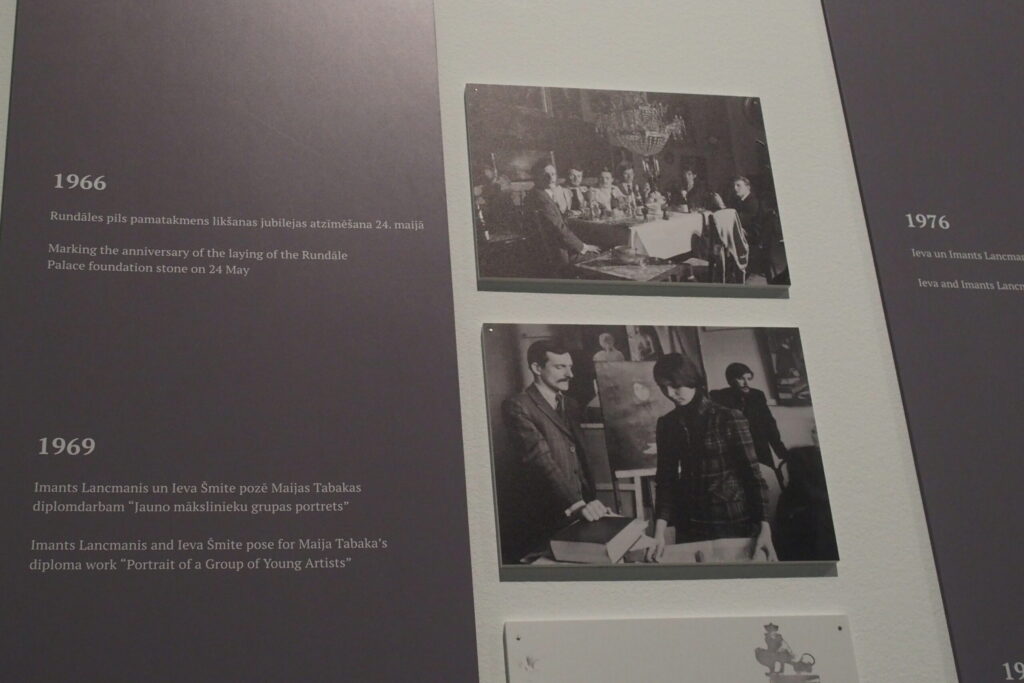 1966
Rundāles pils pamatakmens likšanas jubilejas atzīmēšana 24. maijā
Marking the anniversary of the laying of the Rundāle
Palace foundation stone on 24 May
1969
Imants Lancmanis un Ieva Šmite pozē Maijas Tabakas
diplomdarbam “Jauno mākslinieku grupas portrets”
Imants Lancmanis and Ieva Šmite pose for Maija Tabaka’s
diploma work “Portrait of a Group of Young Artists”
1976
Ieva un Imants
Ieva and Imants